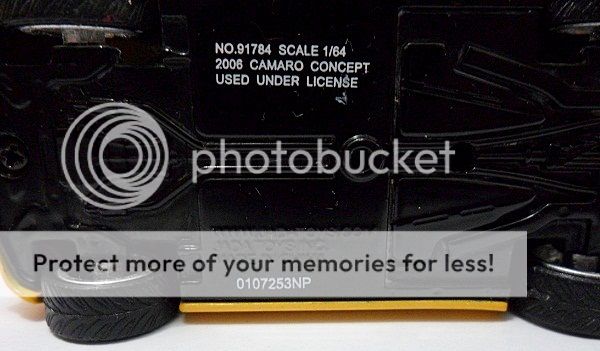 NO.91784 SCALE 1/64
2006 CAMARO CONCEPT
USED UNDER LICENSE
photobucket
Protect more of your memories for less!
0107253NP